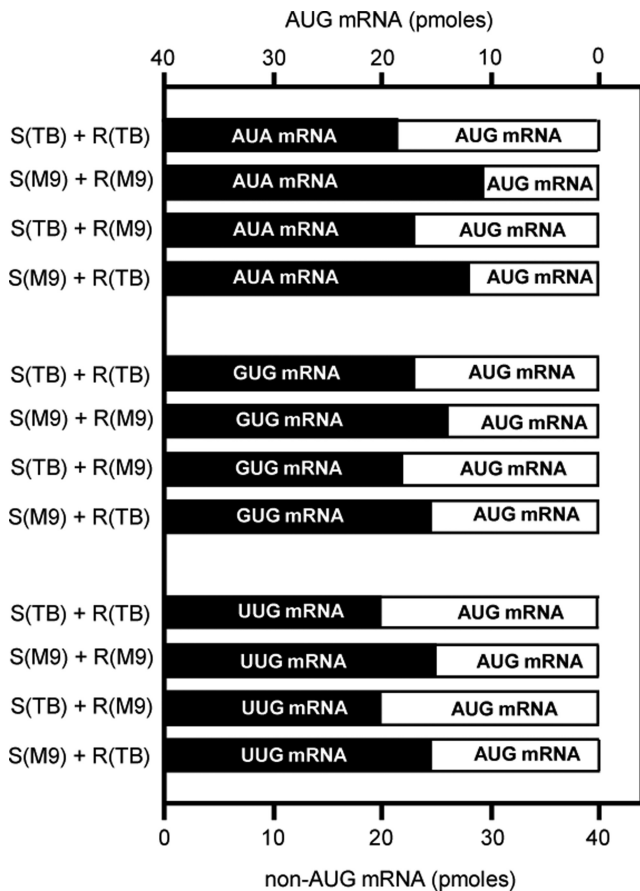 AUG mRNA (pmoles)
40 30 20 10 0
S(TB) + R(TB) AUA mRNA AUG mRNA
S(M9) + R(M9) AUA mRNA AUG mRNA
S(TB) + R(M9) AUA mRNA AUG mRNA
S(M9) + R(TB) AUA mRNA AUG mRNA
S(TB) + R(TB) GUG mRNA AUG mRNA
S(M9) + R(M9) GUG mRNA AUG mRNA
S(TB) + R(M9) GUG mRNA AUG mRNA
S(M9) + R(TB) GUG mRNA AUG mRNA
S(TB) + R(TB) UUG mRNA AUG mRNA
S(M9) + R(M9) UUG mRNA AUG mRNA
S(TB) + R(M9) UUG mRNA AUG mRNA
S(M9) + R(TB) UUG mRNA AUG mRNA
0 10 20 30 40
non-AUG mRNA (pmoles)